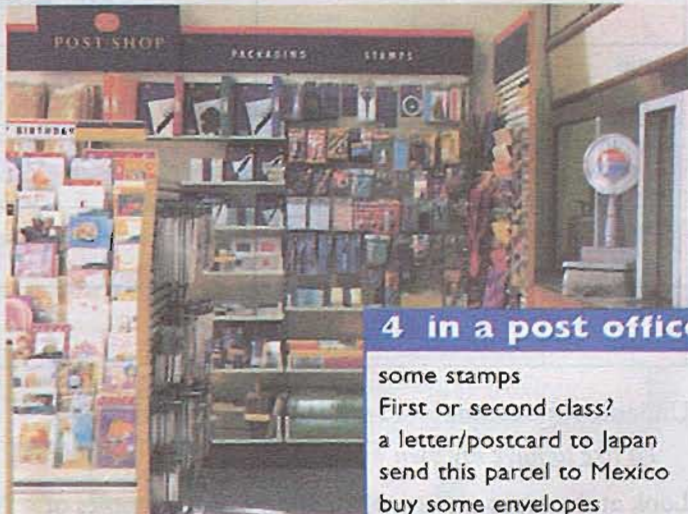 POST SHOP
PACKAGING STAMPS
BIRTHDAY
4 in a post office
some stamps
First or second class?
a letter/postcard to Japan
send this parcel to Mexico
buy some envelopes